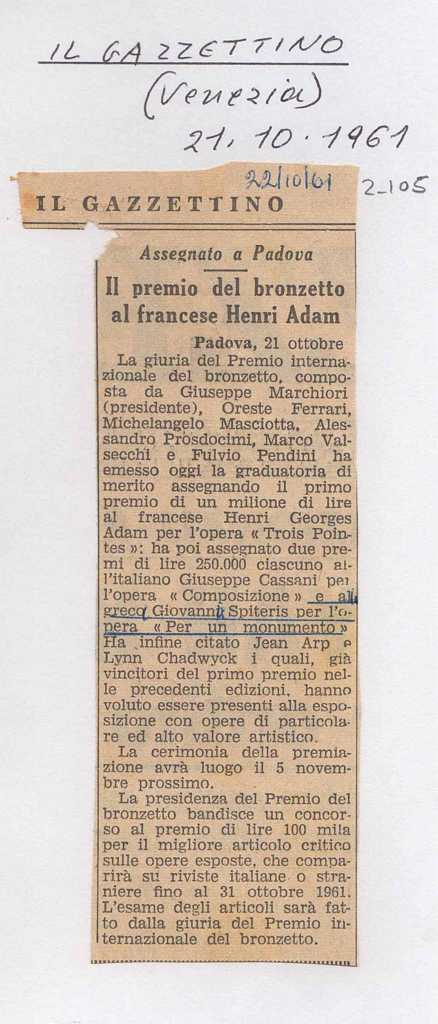 IL GAZZETTINO
(Venezia)
21.10.1961
22/10/61
2-105
IL GAZZETTINO
Assegnato a Padova
Il premio del bronzetto
al francese Henri Adam
Padova, 21 ottobre
La giuria del Premio interna-
zionale del bronzetto, compo-
sta da Giuseppe Marchiori
(presidente), Oreste Ferrari,
Michelangelo Masciotta, Ales-
sandro Prosdocimi, Marco Val-
secchi e Fulvio Pendini ha
emesso oggi la graduatoria di
merito assegnando il primo
premio di un milione di lire
al francese Henri Georges
Adam per l'opera « Trois Poin-
tes »; ha poi assegnato due pre-
mi di lire 250.000 ciascuno al-
l'italiano Giuseppe Cassani per
l'opera « Composizione » e alla
greca Giovanna Spiteris per l'o-
pera « Per un monumento »
Ha infine citato Jean Arp e
Lynn Chadwyck i quali, già
vincitori del primo premio nel-
le precedenti edizioni, hanno
voluto essere presenti alla espo-
sizione con opere di particola-
re ed alto valore artistico.
La cerimonia della premia-
zione avrà luogo il 5 novem-
bre prossimo.
La presidenza del Premio del
bronzetto bandisce un concor-
so al premio di lire 100 mila
per il migliore articolo critico
sulle opere esposte, che compa-
rirà su riviste italiane o stra-
niere fino al 31 ottobre 1961.
L'esame degli articoli sarà fat-
to dalla giuria del Premio in-
ternazionale del bronzetto.